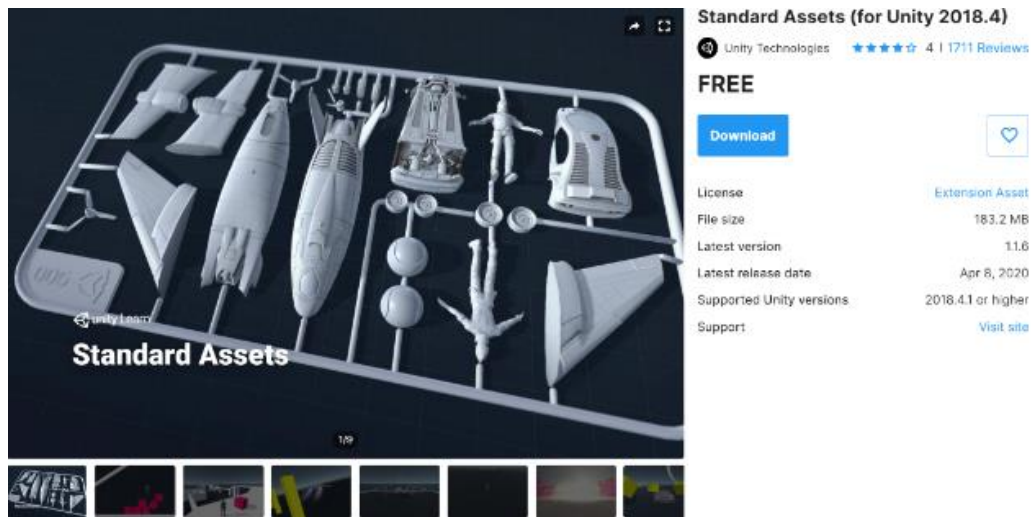 Standard Assets (for Unity 2018.4)
Unity Technologies 4 | 1711 Reviews
FREE
Download
License Extension Asset
File size 183.2 MB
Latest version 1.1.6
Latest release date Apr 8, 2020
Supported Unity versions 2018.4.1 or higher
Support Visit site
000
unity Learn
Standard Assets
1/9